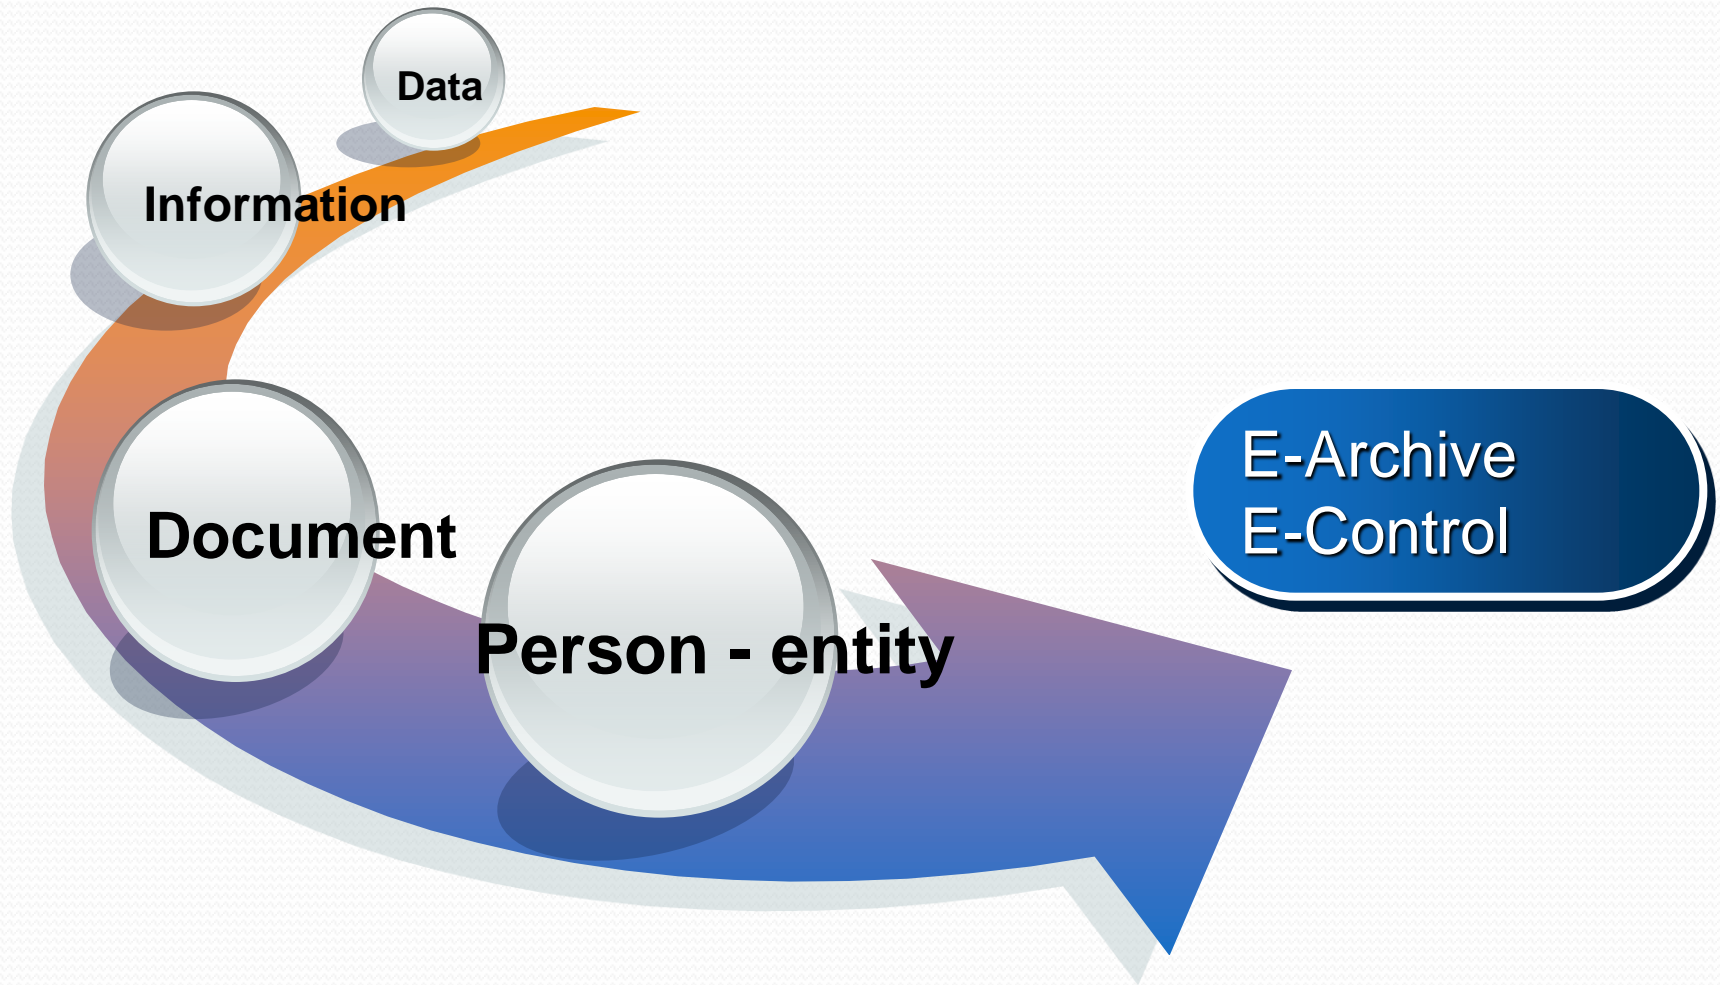 Data
Information
Document
Person - entity
E-Archive
E-Control